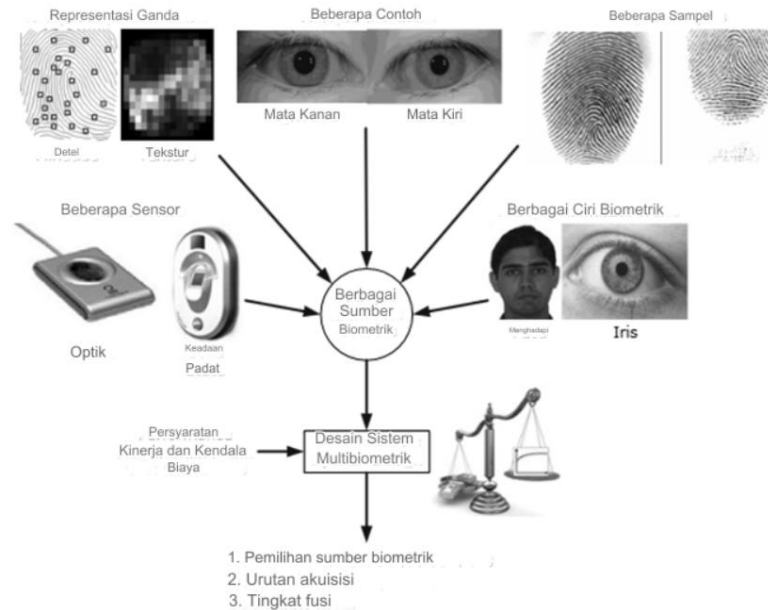 Representasi Ganda
Beberapa Contoh
Beberapa Sampel
Detel
Tekstur
Mata Kanan
Mata Kiri
Beberapa Sensor
Berbagai Ciri Biometrik
Optik
Keadaan
Padat
Berbagai
Sumber
Biometrik
Menghadapi
Iris
Persyaratan
Kinerja dan Kendala
Biaya
Desain Sistem
Multibiometrik
1. Pemilihan sumber biometrik
2. Urutan akuisisi
3. Tingkat fusi